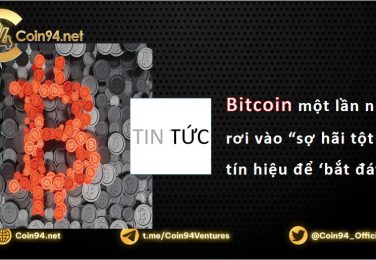 Coin94.net
TIN TỨC
Bitcoin một lần n
rơi vào “sợ hãi tột
tín hiệu để ‘bắt đá
Coin94.net
t.me/Coin94Ventures
@Coin94_Offic